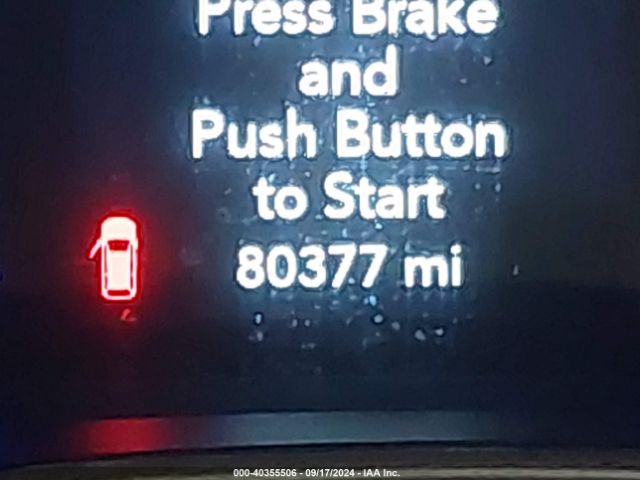 Press Brake
and
Push Button
to Start
80377 mi
000-40355506 - 09/17/2024 - IAA Inc.